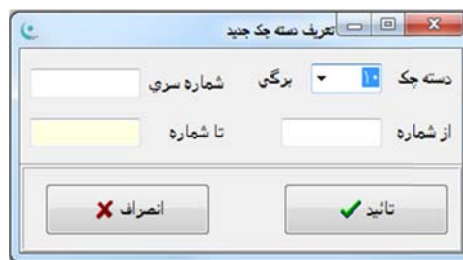 تعریف دسته چک جدید
دسته چک ۱۰ برگی شماره سري
از شماره تا شماره
تائید انصراف